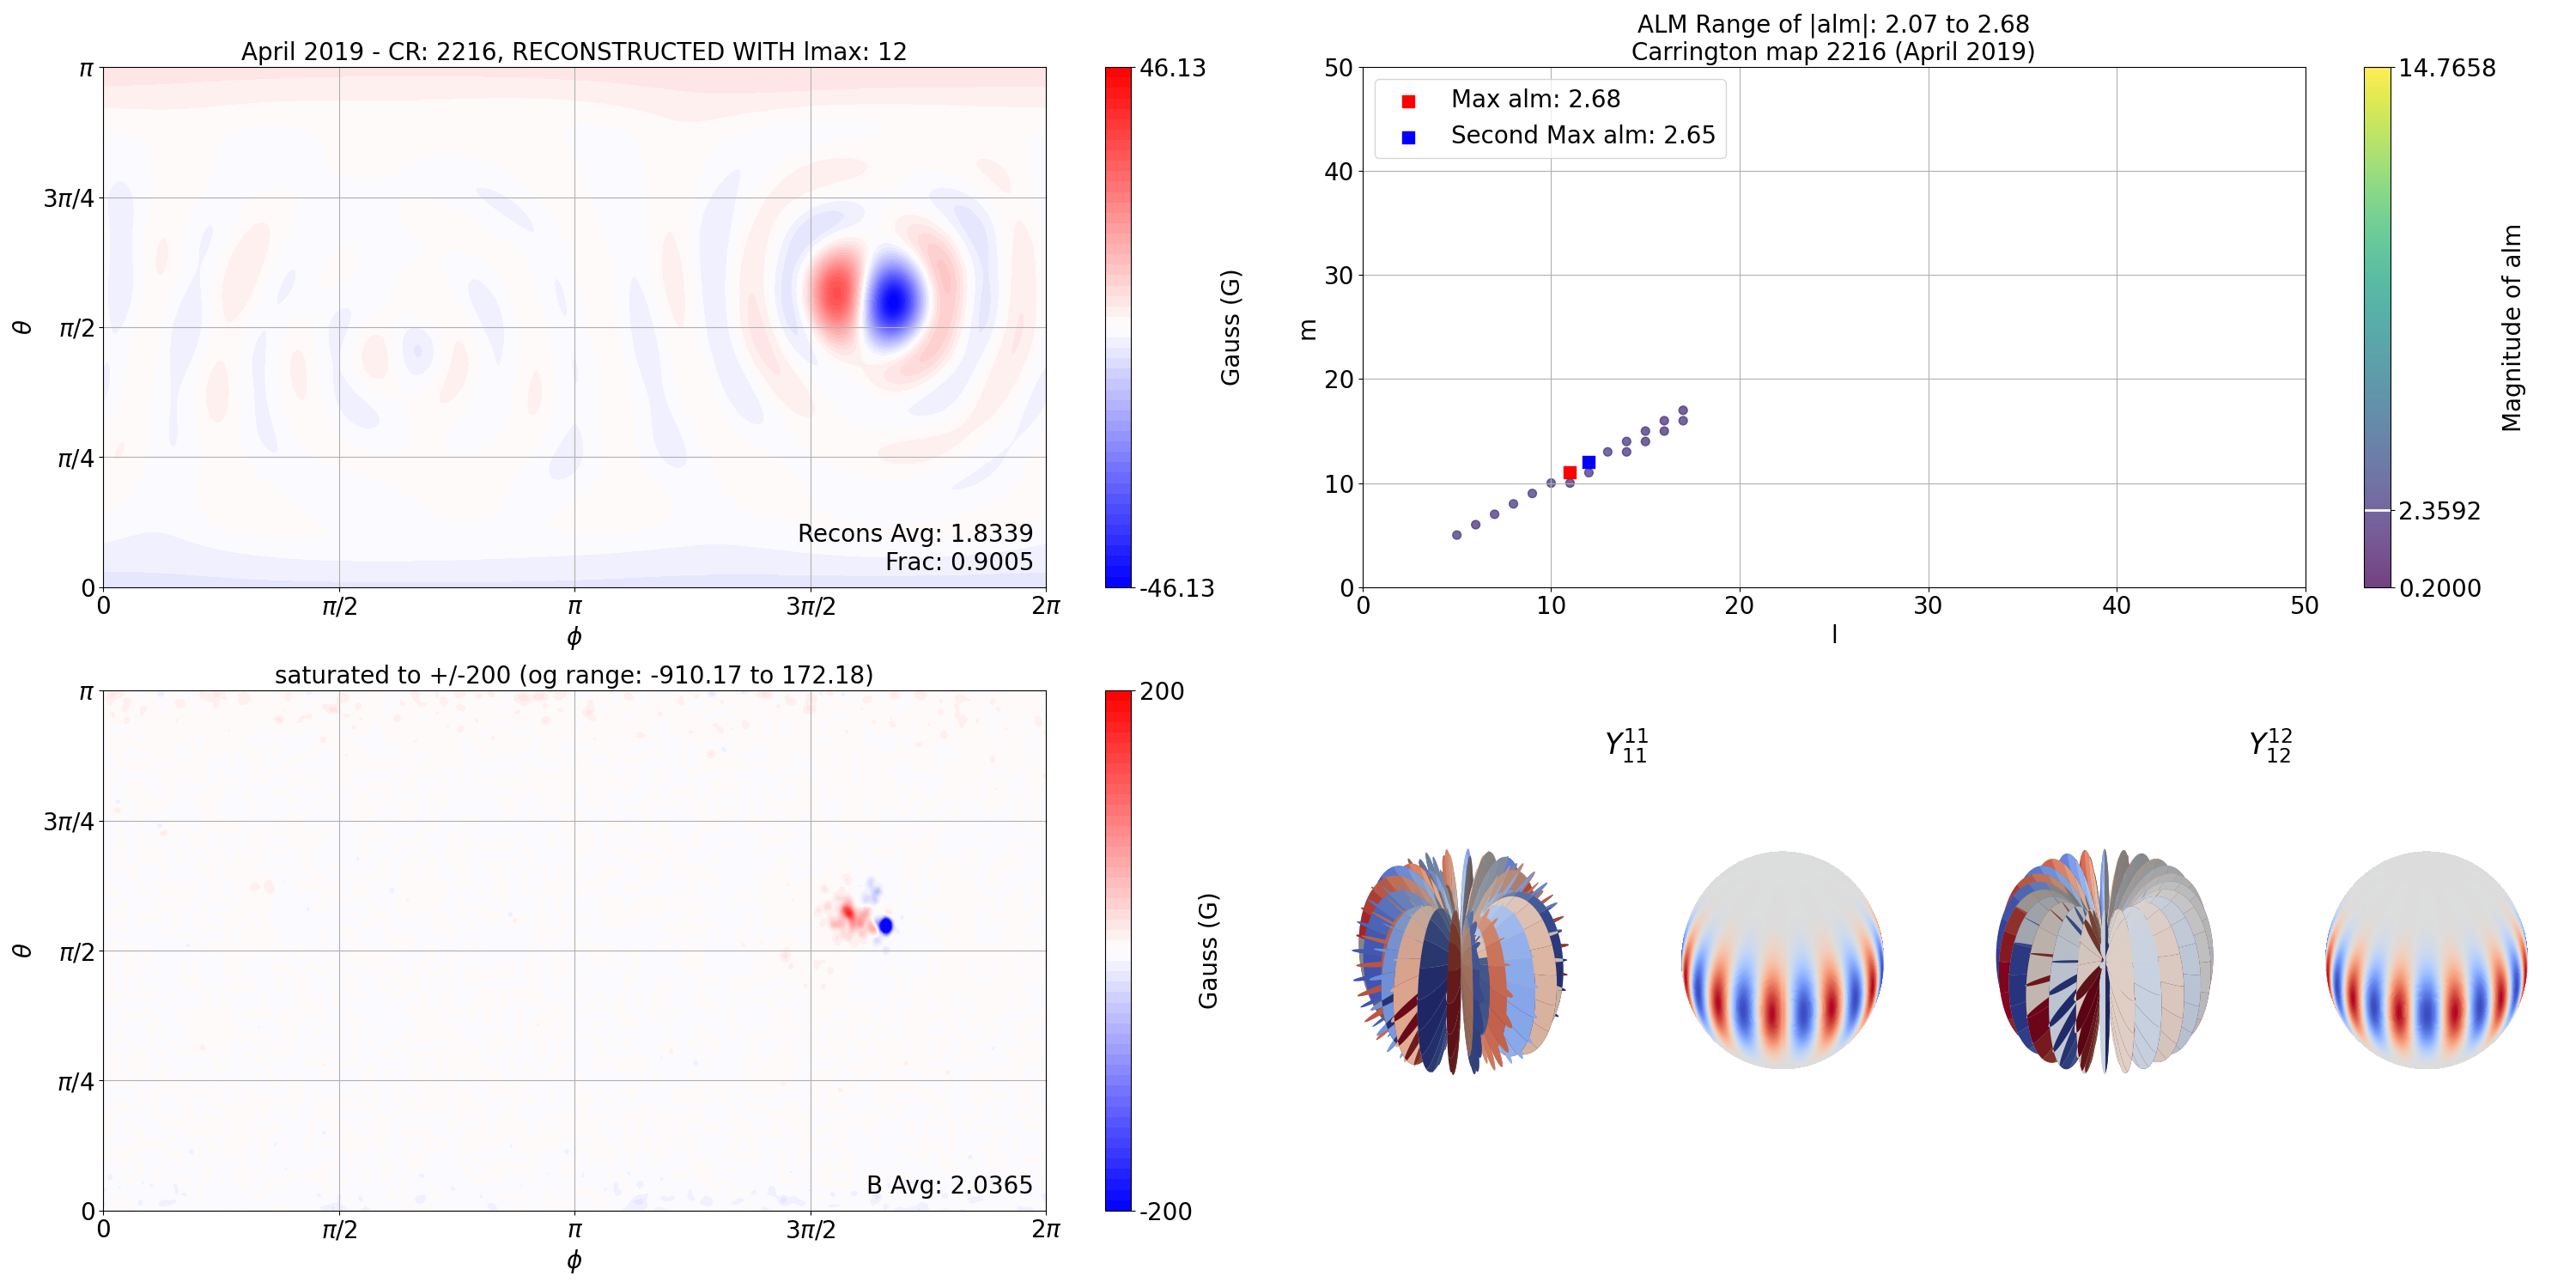 April 2019 - CR: 2216, RECONSTRUCTED WITH lmax: 12
π
3π/4
π/2
π/4
0
θ
0
π/2
π
3π/2
2π
ϕ
Recons Avg: 1.8339
Frac: 0.9005
46.13
-46.13
Gauss (G)
ALM Range of |alm|: 2.07 to 2.68
Carrington map 2216 (April 2019)
Max alm: 2.68
Second Max alm: 2.65
50
40
30
20
10
0
m
0
10
20
30
40
50
l
14.7658
2.3592
0.2000
Magnitude of alm
saturated to +/-200 (og range: -910.17 to 172.18)
π
3π/4
π/2
π/4
0
θ
0
π/2
π
3π/2
2π
ϕ
B Avg: 2.0365
200
-200
Gauss (G)
Y_{11}^{11}
Y_{12}^{12}